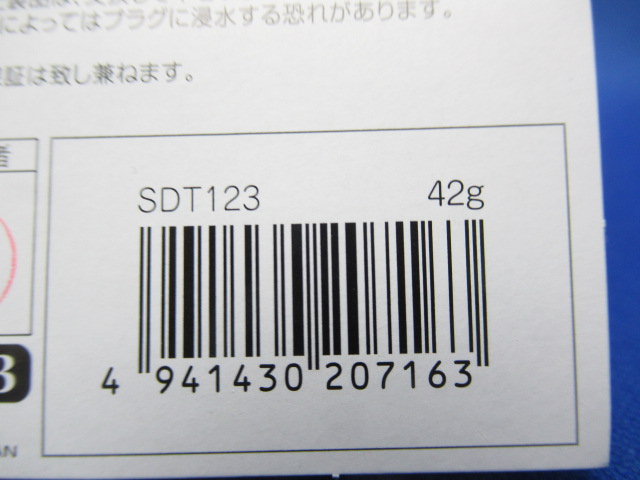 によってはプラグに浸水する恐れがあります。
証は致し兼ねます。
者
SDT123 42g
4 941430 207163